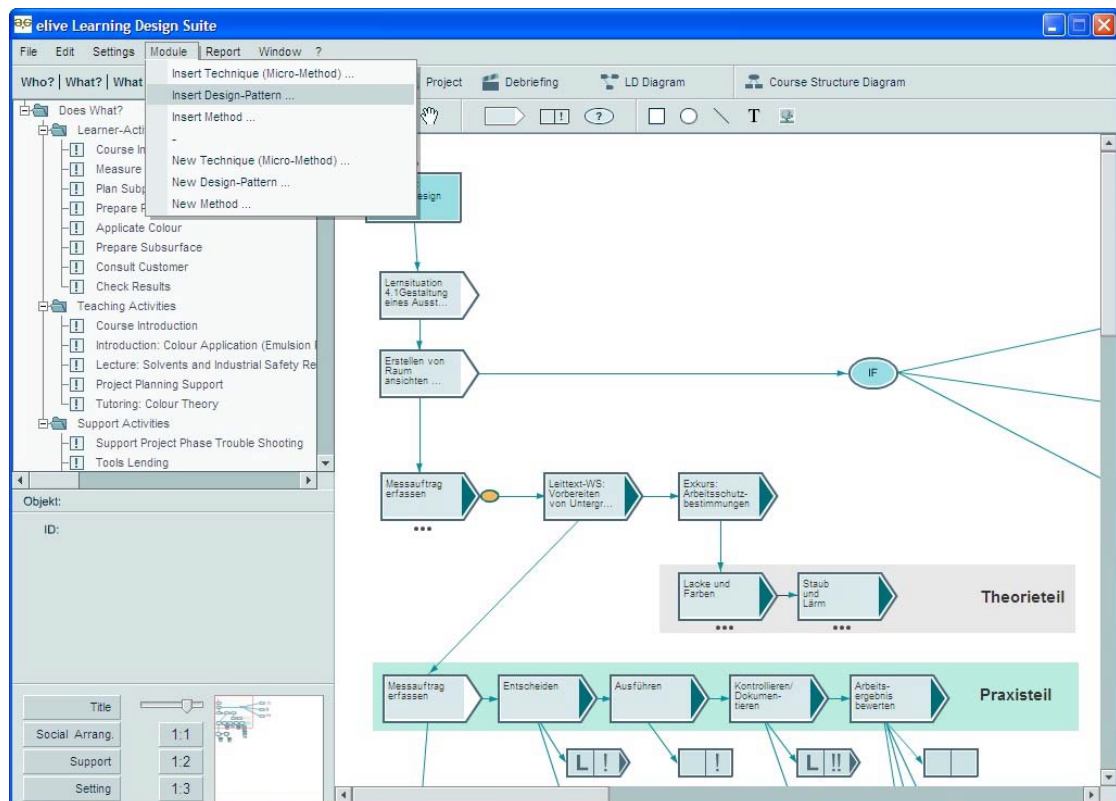 elive Learning Design Suite
File Edit Settings Module Report Window ?
Who? What? What
Project Debriefing LD Diagram Course Structure Diagram
Insert Technique (Micro-Method) ...
Insert Design-Pattern ...
Insert Method ...
-
New Technique (Micro-Method) ...
New Design-Pattern ...
New Method ...
! ? T
Does What?
Learner-Acti
! Course In
! Measure
! Plan Subp
! Prepare P
! Applicate Colour
! Prepare Subsurface
! Consult Customer
! Check Results
Teaching Activities
! Course Introduction
! Introduction: Colour Application (Emulsion
! Lecture: Solvents and Industrial Safety Re
! Project Planning Support
! Tutoring: Colour Theory
Support Activities
! Support Project Phase Trouble Shooting
! Tools Lending
Objekt:
ID:
Title
Social Arrang.
Support
Setting
1:1
1:2
1:3
esign
Lernsituation
4.1Gestaltung
eines Ausst...
Erstellen von
Raum
ansichten ...
IF
Messauftrag
erfassen
Leittext-WS:
Vorbereiten
von Untergr...
Exkurs:
Arbeitsschutz-
bestimmungen
Lacke und
Farben
Staub
und
Lärm
Theorieteil
Messauftrag
erfassen
Entscheiden
Ausführen
Kontrollieren/
Dokumen-
tieren
Arbeits-
ergebnis
bewerten
Praxisteil
L !
!
L !!